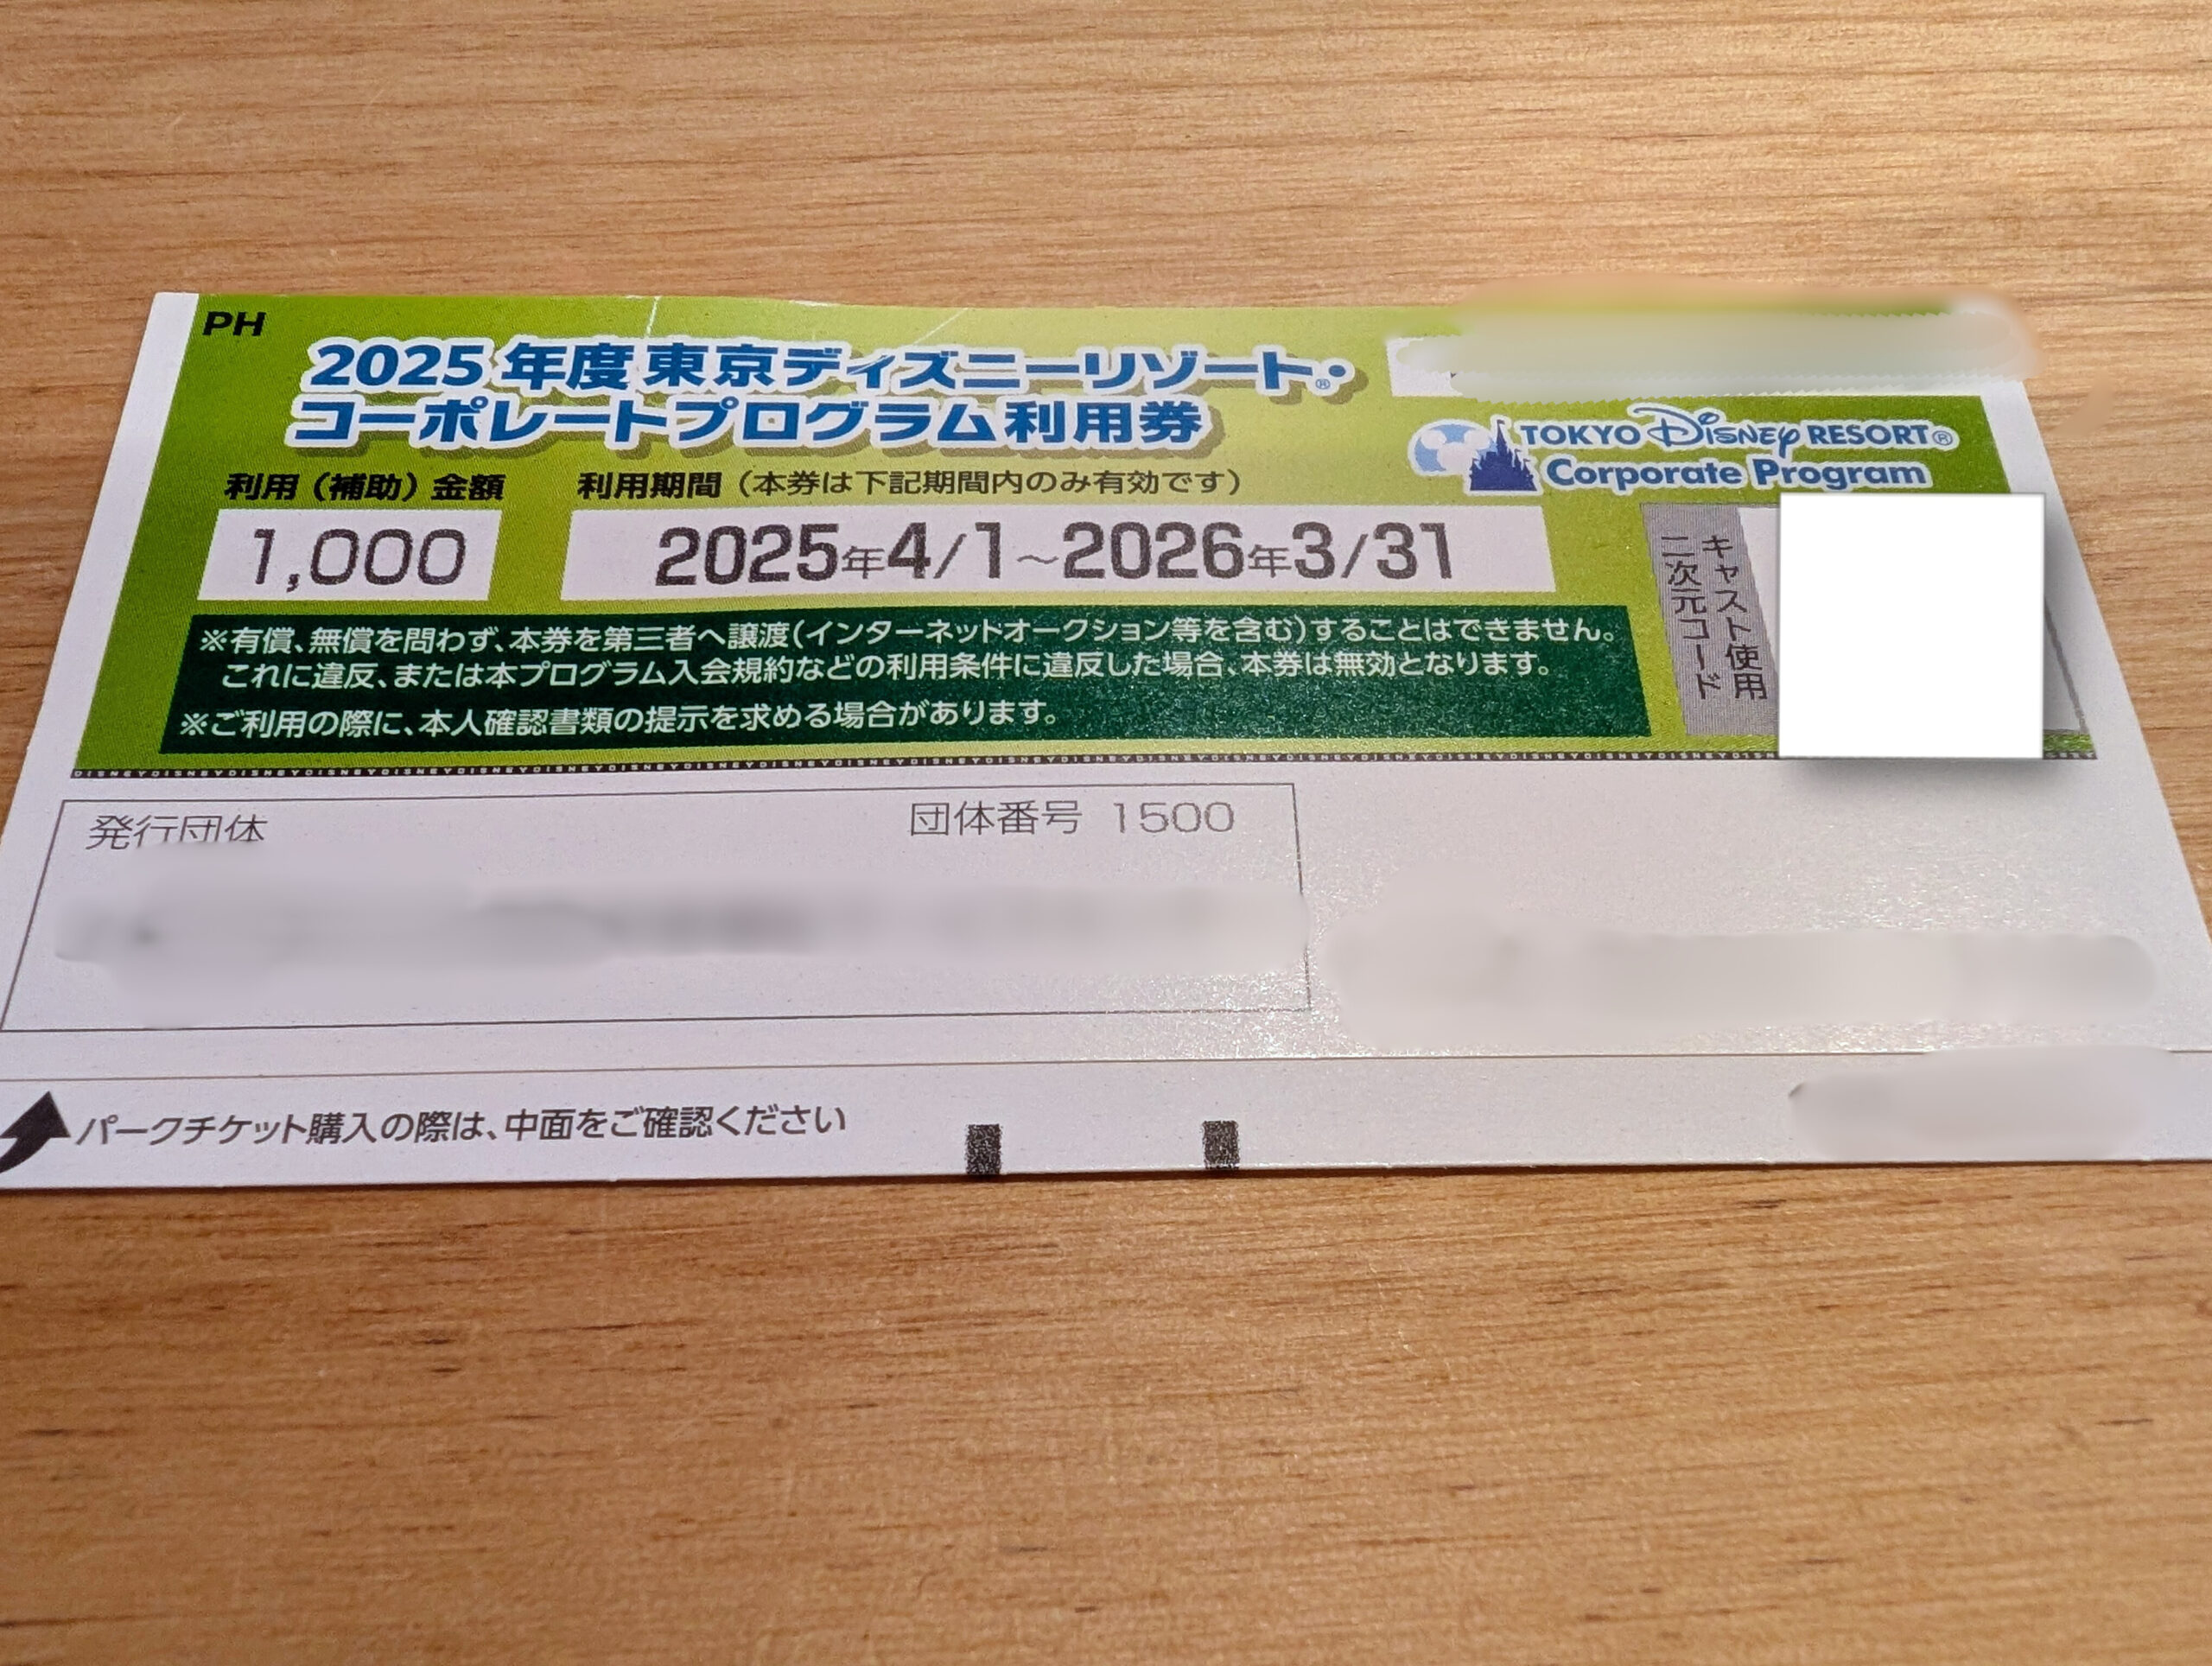 PH
2025年度 東京ディズニーリゾート®・
コーポレートプログラム利用券
TOKYO Disney RESORT®
Corporate Program
利用（補助）金額
利用期間（本券は下記期間内のみ有効です）
1,000
2025年4/1～2026年3/31
キャスト使用
二次元コード
※有償、無償を問わず、本券を第三者へ譲渡（インターネットオークション等を含む）することはできません。
これに違反、または本プログラム入会規約などの利用条件に違反した場合、本券は無効となります。
※ご利用の際に、本人確認書類の提示を求める場合があります。
発行団体
団体番号 1500
パークチケット購入の際は、中面をご確認ください